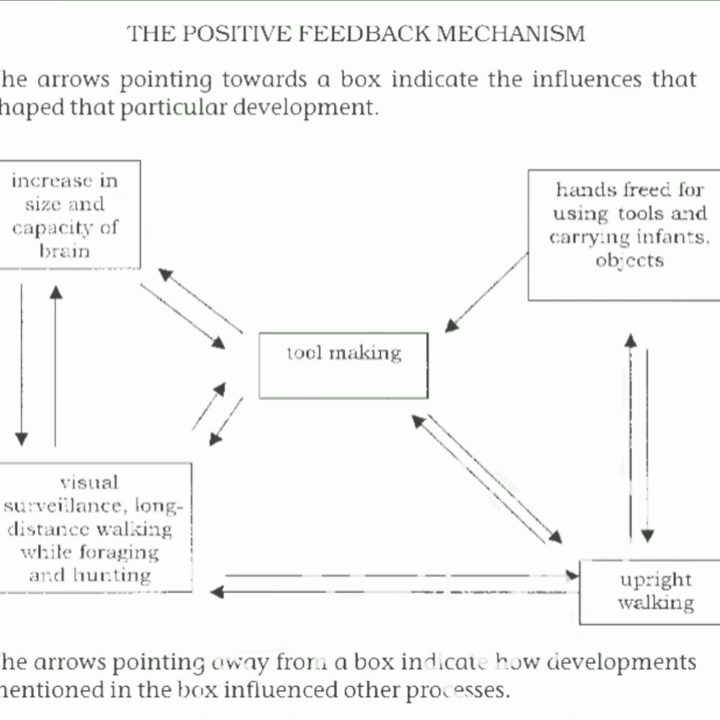 THE POSITIVE FEEDBACK MECHANISM
he arrows pointing towards a box indicate the influences that
haped that particular development.
increase in
size and
capacity of
brain
hands freed for
using tools and
carrying infants,
objects
tool making
visual
surveillance, long-
distance walking
while foraging
and hunting
upright
walking
he arrows pointing away from a box indicate how developments
nentioned in the box influenced other processes.